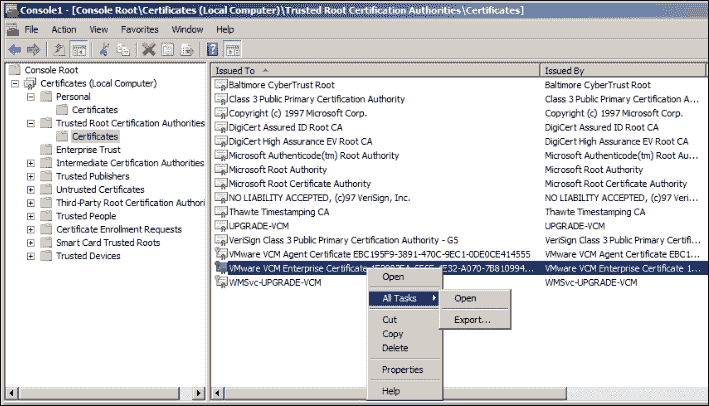 Console1 - [Console Root\Certificates (Local Computer)\Trusted Root Certification Authorities\Certificates]
File Action View Favorites Window Help
Console Root
Certificates (Local Computer)
Personal
Certificates
Trusted Root Certification Authorities
Certificates
Enterprise Trust
Intermediate Certification Authorities
Trusted Publishers
Untrusted Certificates
Third-Party Root Certification Authori
Trusted People
Certificate Enrollment Requests
Smart Card Trusted Roots
Trusted Devices
Issued To Issued By
Baltimore CyberTrust Root Baltimore CyberTrust Root
Class 3 Public Primary Certification Authority Class 3 Public Primary Certification A...
Copyright (c) 1997 Microsoft Corp. Copyright (c) 1997 Microsoft Corp.
DigiCert Assured ID Root CA DigiCert Assured ID Root CA
DigiCert High Assurance EV Root CA DigiCert High Assurance EV Root CA
Microsoft Authenticode(tm) Root Authority Microsoft Authenticode(tm) Root Aut...
Microsoft Root Authority Microsoft Root Authority
Microsoft Root Certificate Authority Microsoft Root Certificate Authority
NO LIABILITY ACCEPTED, (c)97 VeriSign, Inc. NO LIABILITY ACCEPTED, (c)97 Veri...
Thawte Timestamping CA Thawte Timestamping CA
UPGRADE-VCM UPGRADE-VCM
VeriSign Class 3 Public Primary Certification Authority - G5 VeriSign Class 3 Public Primary Certifi...
VMware VCM Agent Certificate EBC195F9-3891-470C-9EC1-0DE0CE414555 VMware VCM Agent Certificate EBC1...
VMware VCM Enterprise Certificate VMware VCM Enterprise Certificate 1...
WMSvc-UPGRADE-VCM WMSvc-UPGRADE-VCM
Open
All Tasks
Cut
Copy
Delete
Properties
Help
Open
Export...